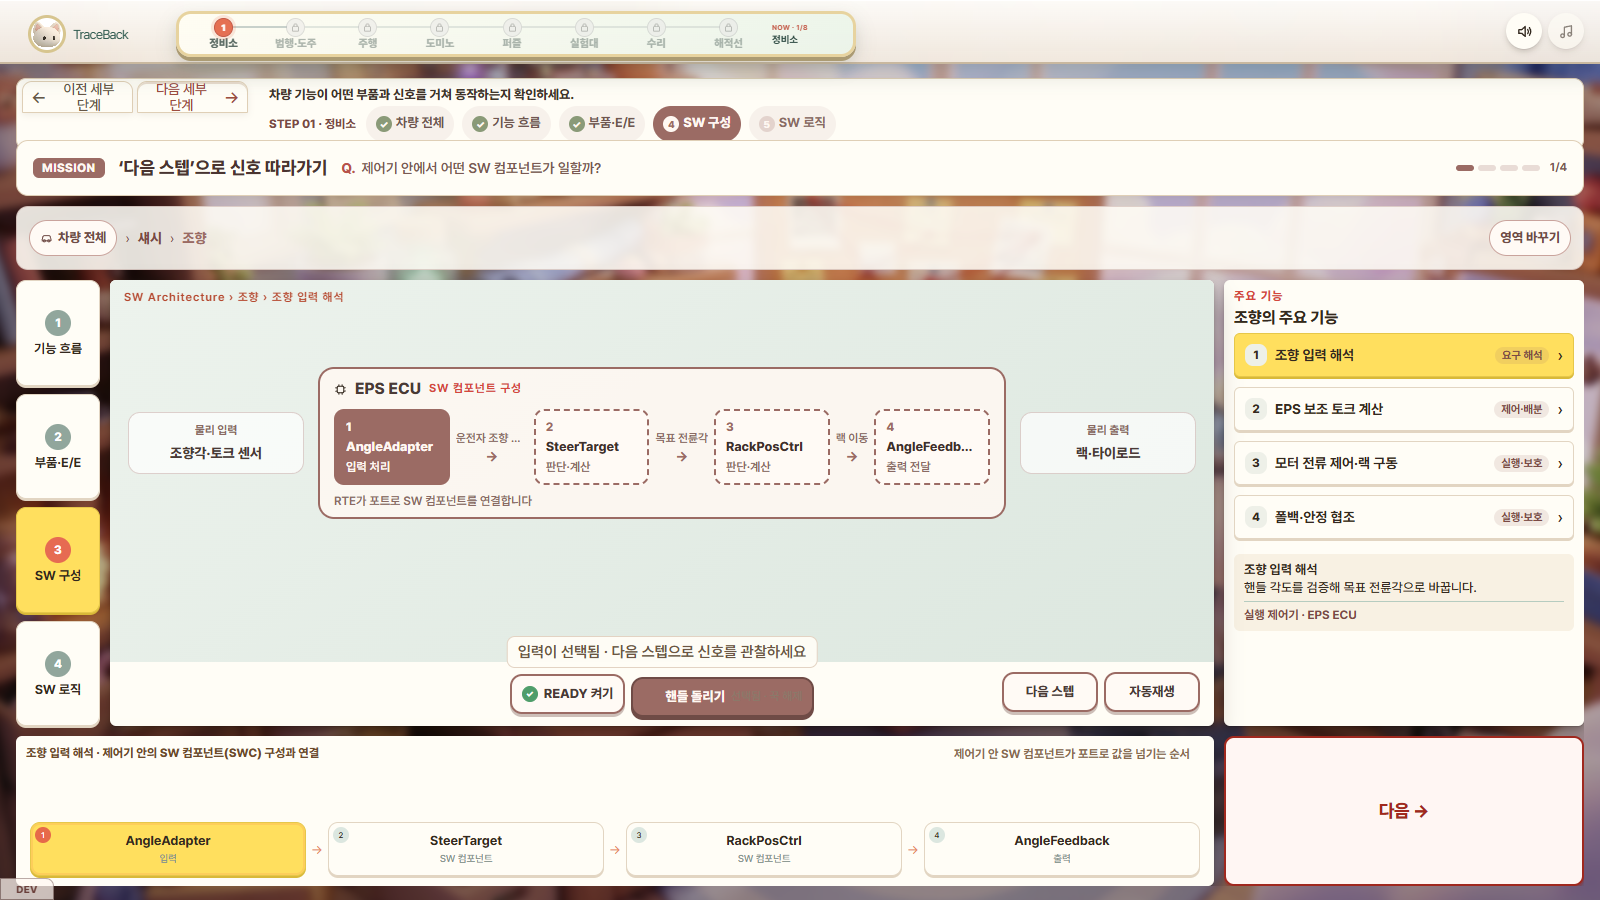 TraceBack
1
정비소
범행·도주
주행
도미노
퍼즐
실험대
수리
해적선
NOW · 1/8
정비소
← 이전 세부 단계
다음 세부 단계 →
차량 기능이 어떤 부품과 신호를 거쳐 동작하는지 확인하세요.
STEP 01 · 정비소
차량 전체
기능 흐름
부품·E/E
4 SW 구성
5 SW 로직
MISSION
‘다음 스텝’으로 신호 따라가기
Q. 제어기 안에서 어떤 SW 컴포넌트가 일할까?
1/4
차량 전체 › 섀시 › 조향
영역 바꾸기
1
기능 흐름
2
부품·E/E
3
SW 구성
4
SW 로직
SW Architecture › 조향 › 조향 입력 해석
물리 입력
조향각·토크 센서
EPS ECU SW 컴포넌트 구성
1
AngleAdapter
입력 처리
운전자 조향 ...
→
2
SteerTarget
판단·계산
목표 전륜각
→
3
RackPosCtrl
판단·계산
랙 이동
→
4
AngleFeedb...
출력 전달
RTE가 포트로 SW 컴포넌트를 연결합니다
물리 출력
랙·타이로드
입력이 선택됨 · 다음 스텝으로 신호를 관찰하세요
READY 켜기
핸들 돌리기
다음 스텝
자동재생
주요 기능
조향의 주요 기능
1 조향 입력 해석 요구 해석 ›
2 EPS 보조 토크 계산 제어·배분 ›
3 모터 전류 제어·랙 구동 실행·보호 ›
4 폴백·안정 협조 실행·보호 ›
조향 입력 해석
핸들 각도를 검증해 목표 전륜각으로 바꿉니다.
실행 제어기 · EPS ECU
조향 입력 해석 · 제어기 안의 SW 컴포넌트(SWC) 구성과 연결
제어기 안 SW 컴포넌트가 포트로 값을 넘기는 순서
1
AngleAdapter
입력
→
2
SteerTarget
SW 컴포넌트
→
3
RackPosCtrl
SW 컴포넌트
→
4
AngleFeedback
출력
다음 →
DEV